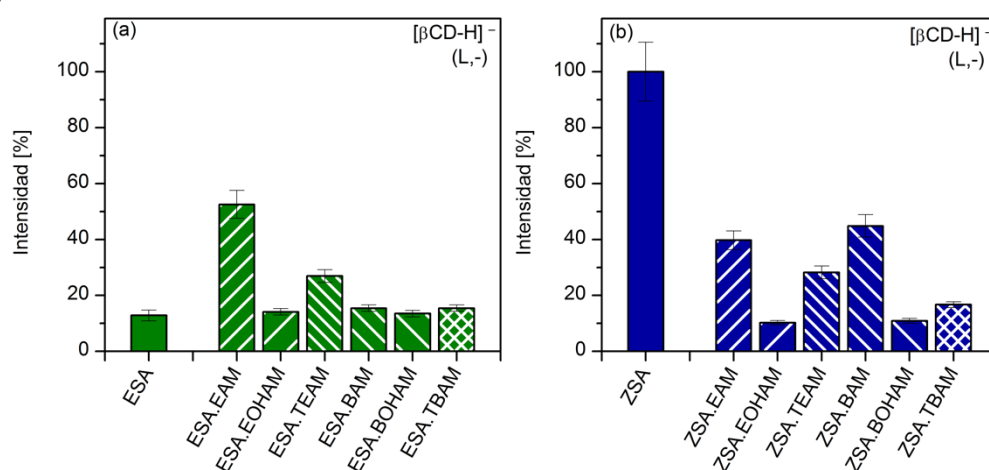 (a)
[βCD-H]⁻
(L,-)
Intensidad [%]
100
80
60
40
20
0
ESA
ESA.EAM
ESA.EOHAM
ESA.TEAM
ESA.BAM
ESA.BOHAM
ESA.TBAM
(b)
[βCD-H]⁻
(L,-)
Intensidad [%]
100
80
60
40
20
0
ZSA
ZSA.EAM
ZSA.EOHAM
ZSA.TEAM
ZSA.BAM
ZSA.BOHAM
ZSA.TBAM